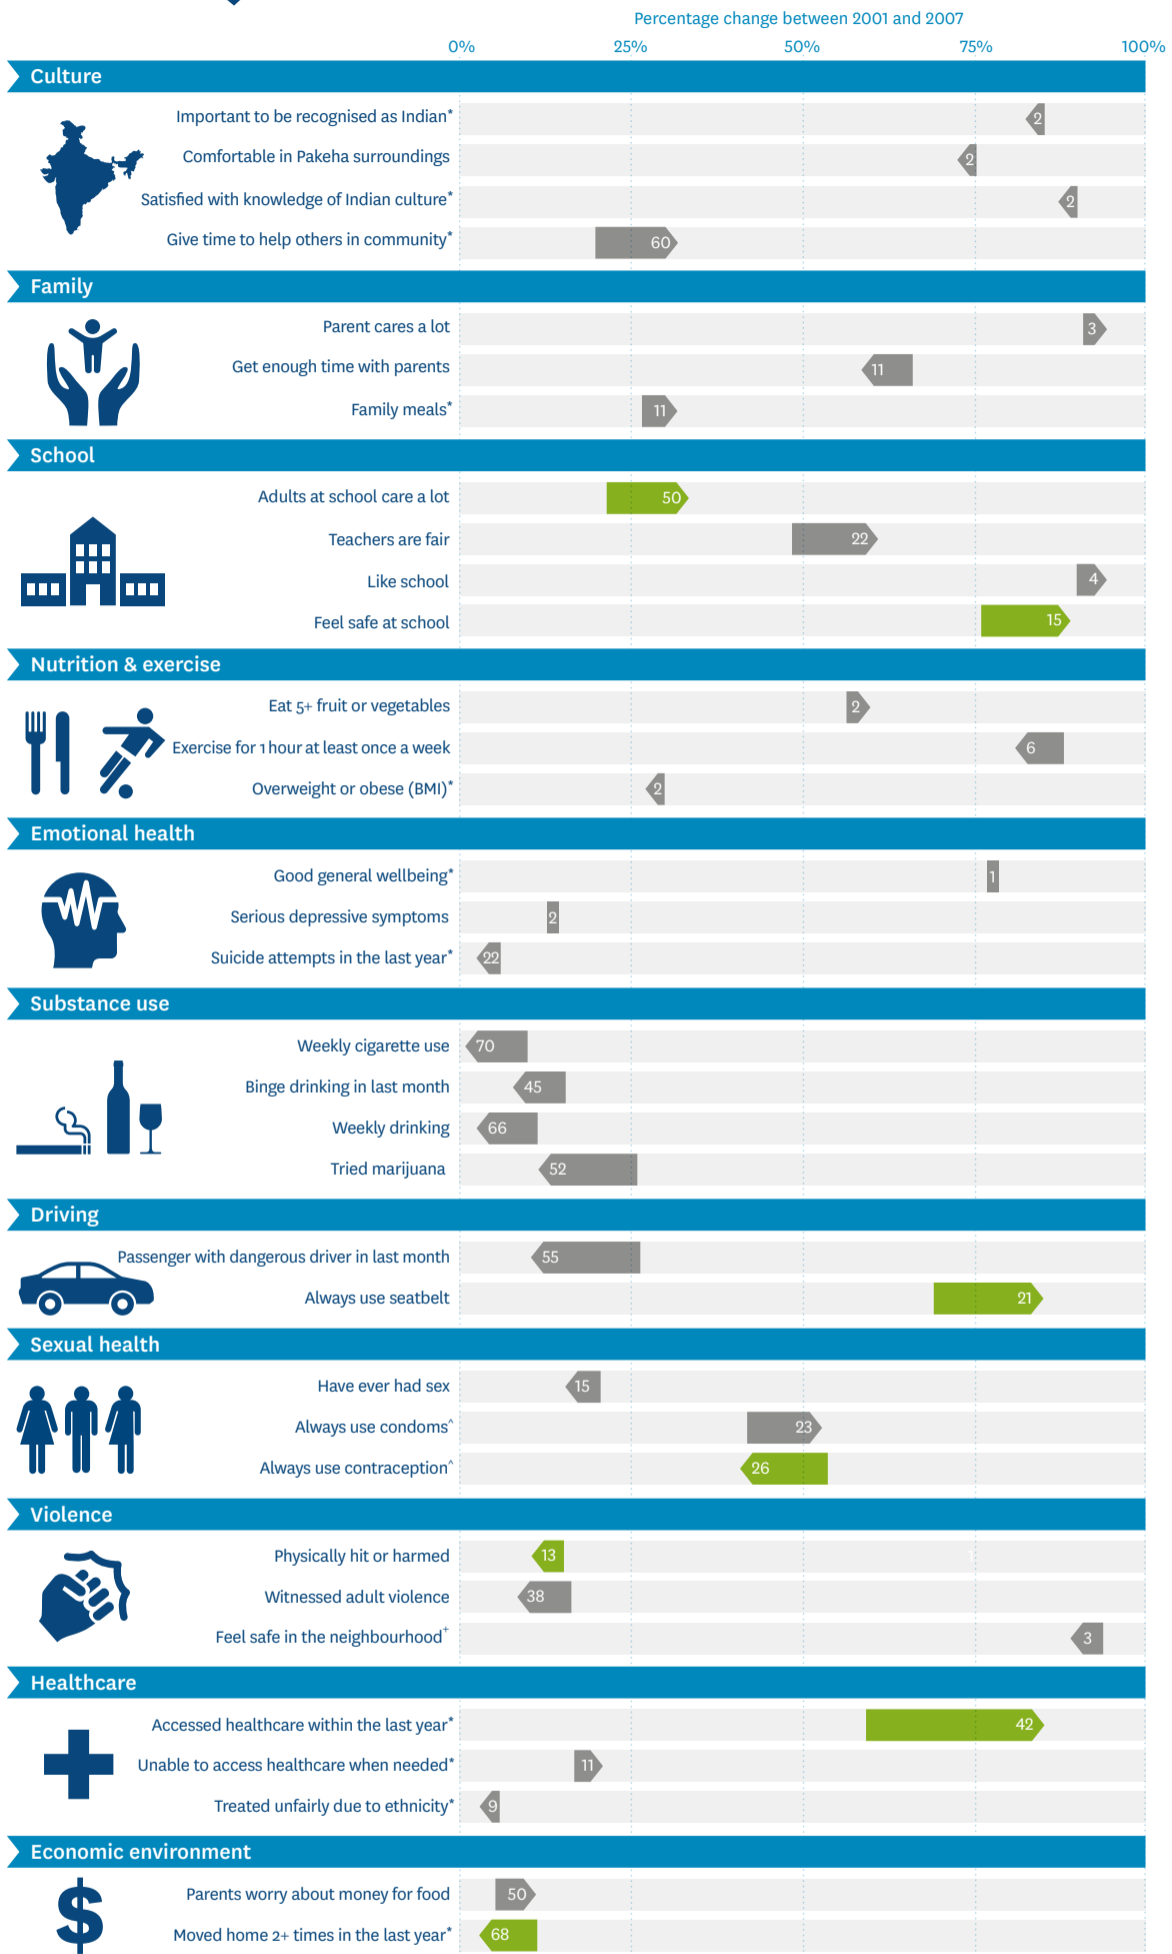 Percentage change between 2001 and 2007
0% 25% 50% 75% 100%
Culture
Important to be recognised as Indian* 2
Comfortable in Pakeha surroundings 2
Satisfied with knowledge of Indian culture* 2
Give time to help others in community* 60
Family
Parent cares a lot 3
Get enough time with parents 11
Family meals* 11
School
Adults at school care a lot 50
Teachers are fair 22
Like school 4
Feel safe at school 15
Nutrition & exercise
Eat 5+ fruit or vegetables 2
Exercise for 1 hour at least once a week 6
Overweight or obese (BMI)* 2
Emotional health
Good general wellbeing* 1
Serious depressive symptoms 2
Suicide attempts in the last year* 22
Substance use
Weekly cigarette use 70
Binge drinking in last month 45
Weekly drinking 66
Tried marijuana 52
Driving
Passenger with dangerous driver in last month 55
Always use seatbelt 21
Sexual health
Have ever had sex 15
Always use condoms^ 23
Always use contraception^ 26
Violence
Physically hit or harmed 13
Witnessed adult violence 38
Feel safe in the neighbourhood+ 3
Healthcare
Accessed healthcare within the last year* 42
Unable to access healthcare when needed* 11
Treated unfairly due to ethnicity* 9
Economic environment
$
Parents worry about money for food 50
Moved home 2+ times in the last year* 68